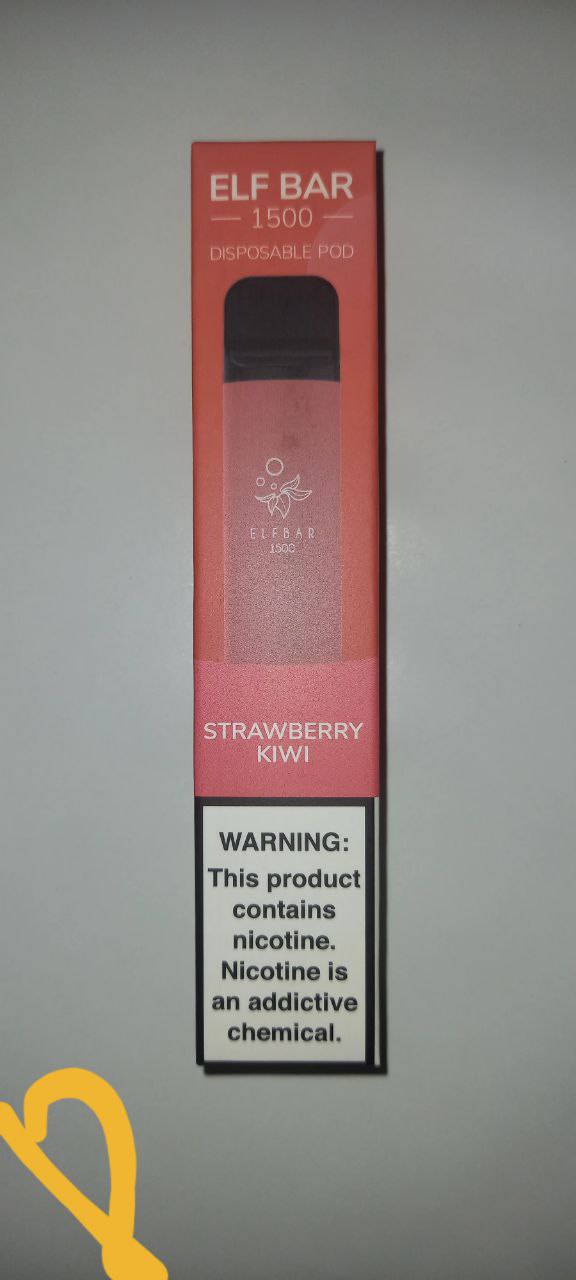 ELF BAR
1500
DISPOSABLE POD
ELFBAR
1500
STRAWBERRY
KIWI
WARNING:
This product
contains
nicotine.
Nicotine is
an addictive
chemical.